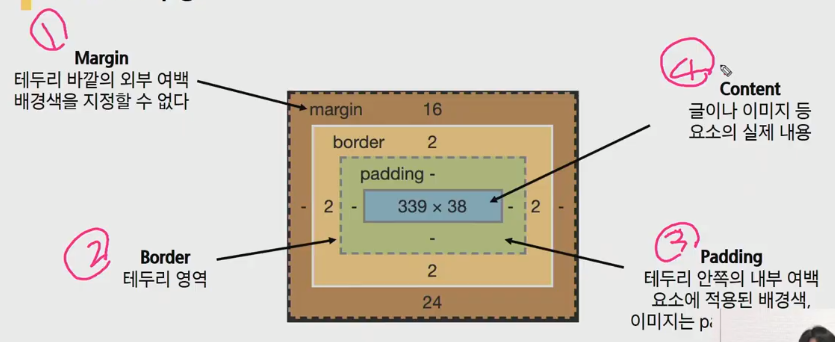 ①
Margin
테두리 바깥의 외부 여백
배경색을 지정할 수 없다
④
Content
글이나 이미지 등
요소의 실제 내용
margin 16
border 2
padding -
- 2 - 339 × 38 - 2 -
-
2
24
②
Border
테두리 영역
③
Padding
테두리 안쪽의 내부 여백
요소에 적용된 배경색,
이미지는